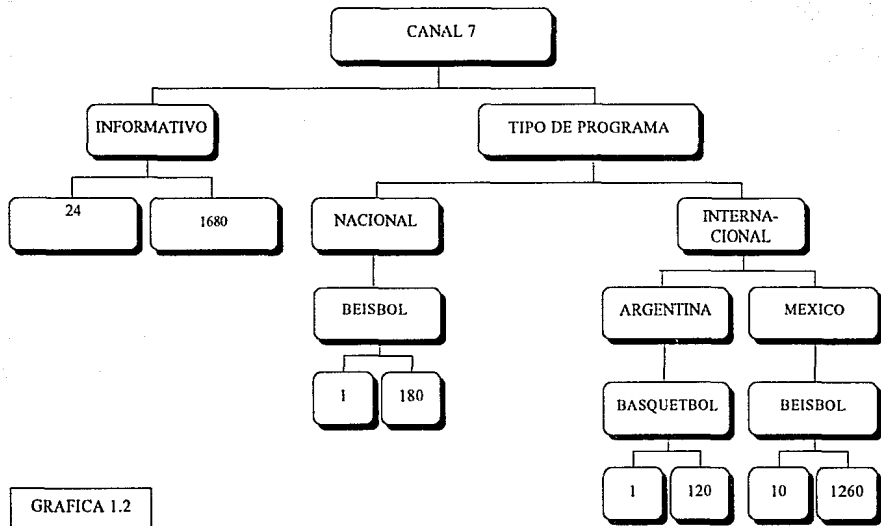 CANAL 7
INFORMATIVO
TIPO DE PROGRAMA
24
1680
NACIONAL
INTERNA-
CIONAL
BEISBOL
ARGENTINA
MEXICO
1
180
BASQUETBOL
BEISBOL
1
120
10
1260
GRAFICA 1.2